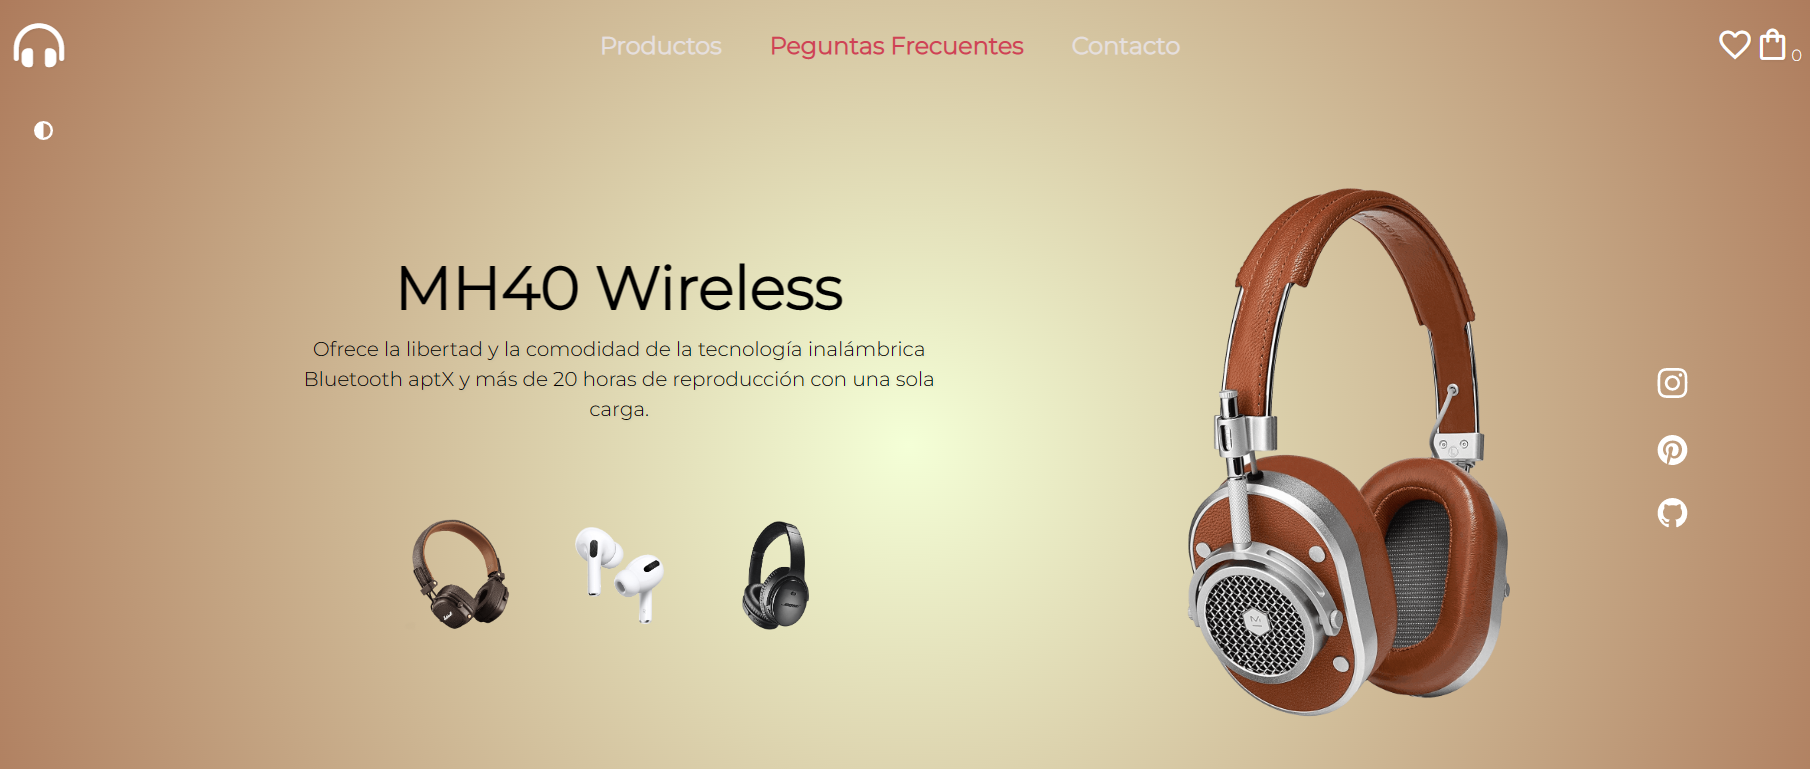 Productos Peguntas Frecuentes Contacto
0
MH40 Wireless
Ofrece la libertad y la comodidad de la tecnología inalámbrica
Bluetooth aptX y más de 20 horas de reproducción con una sola
carga.